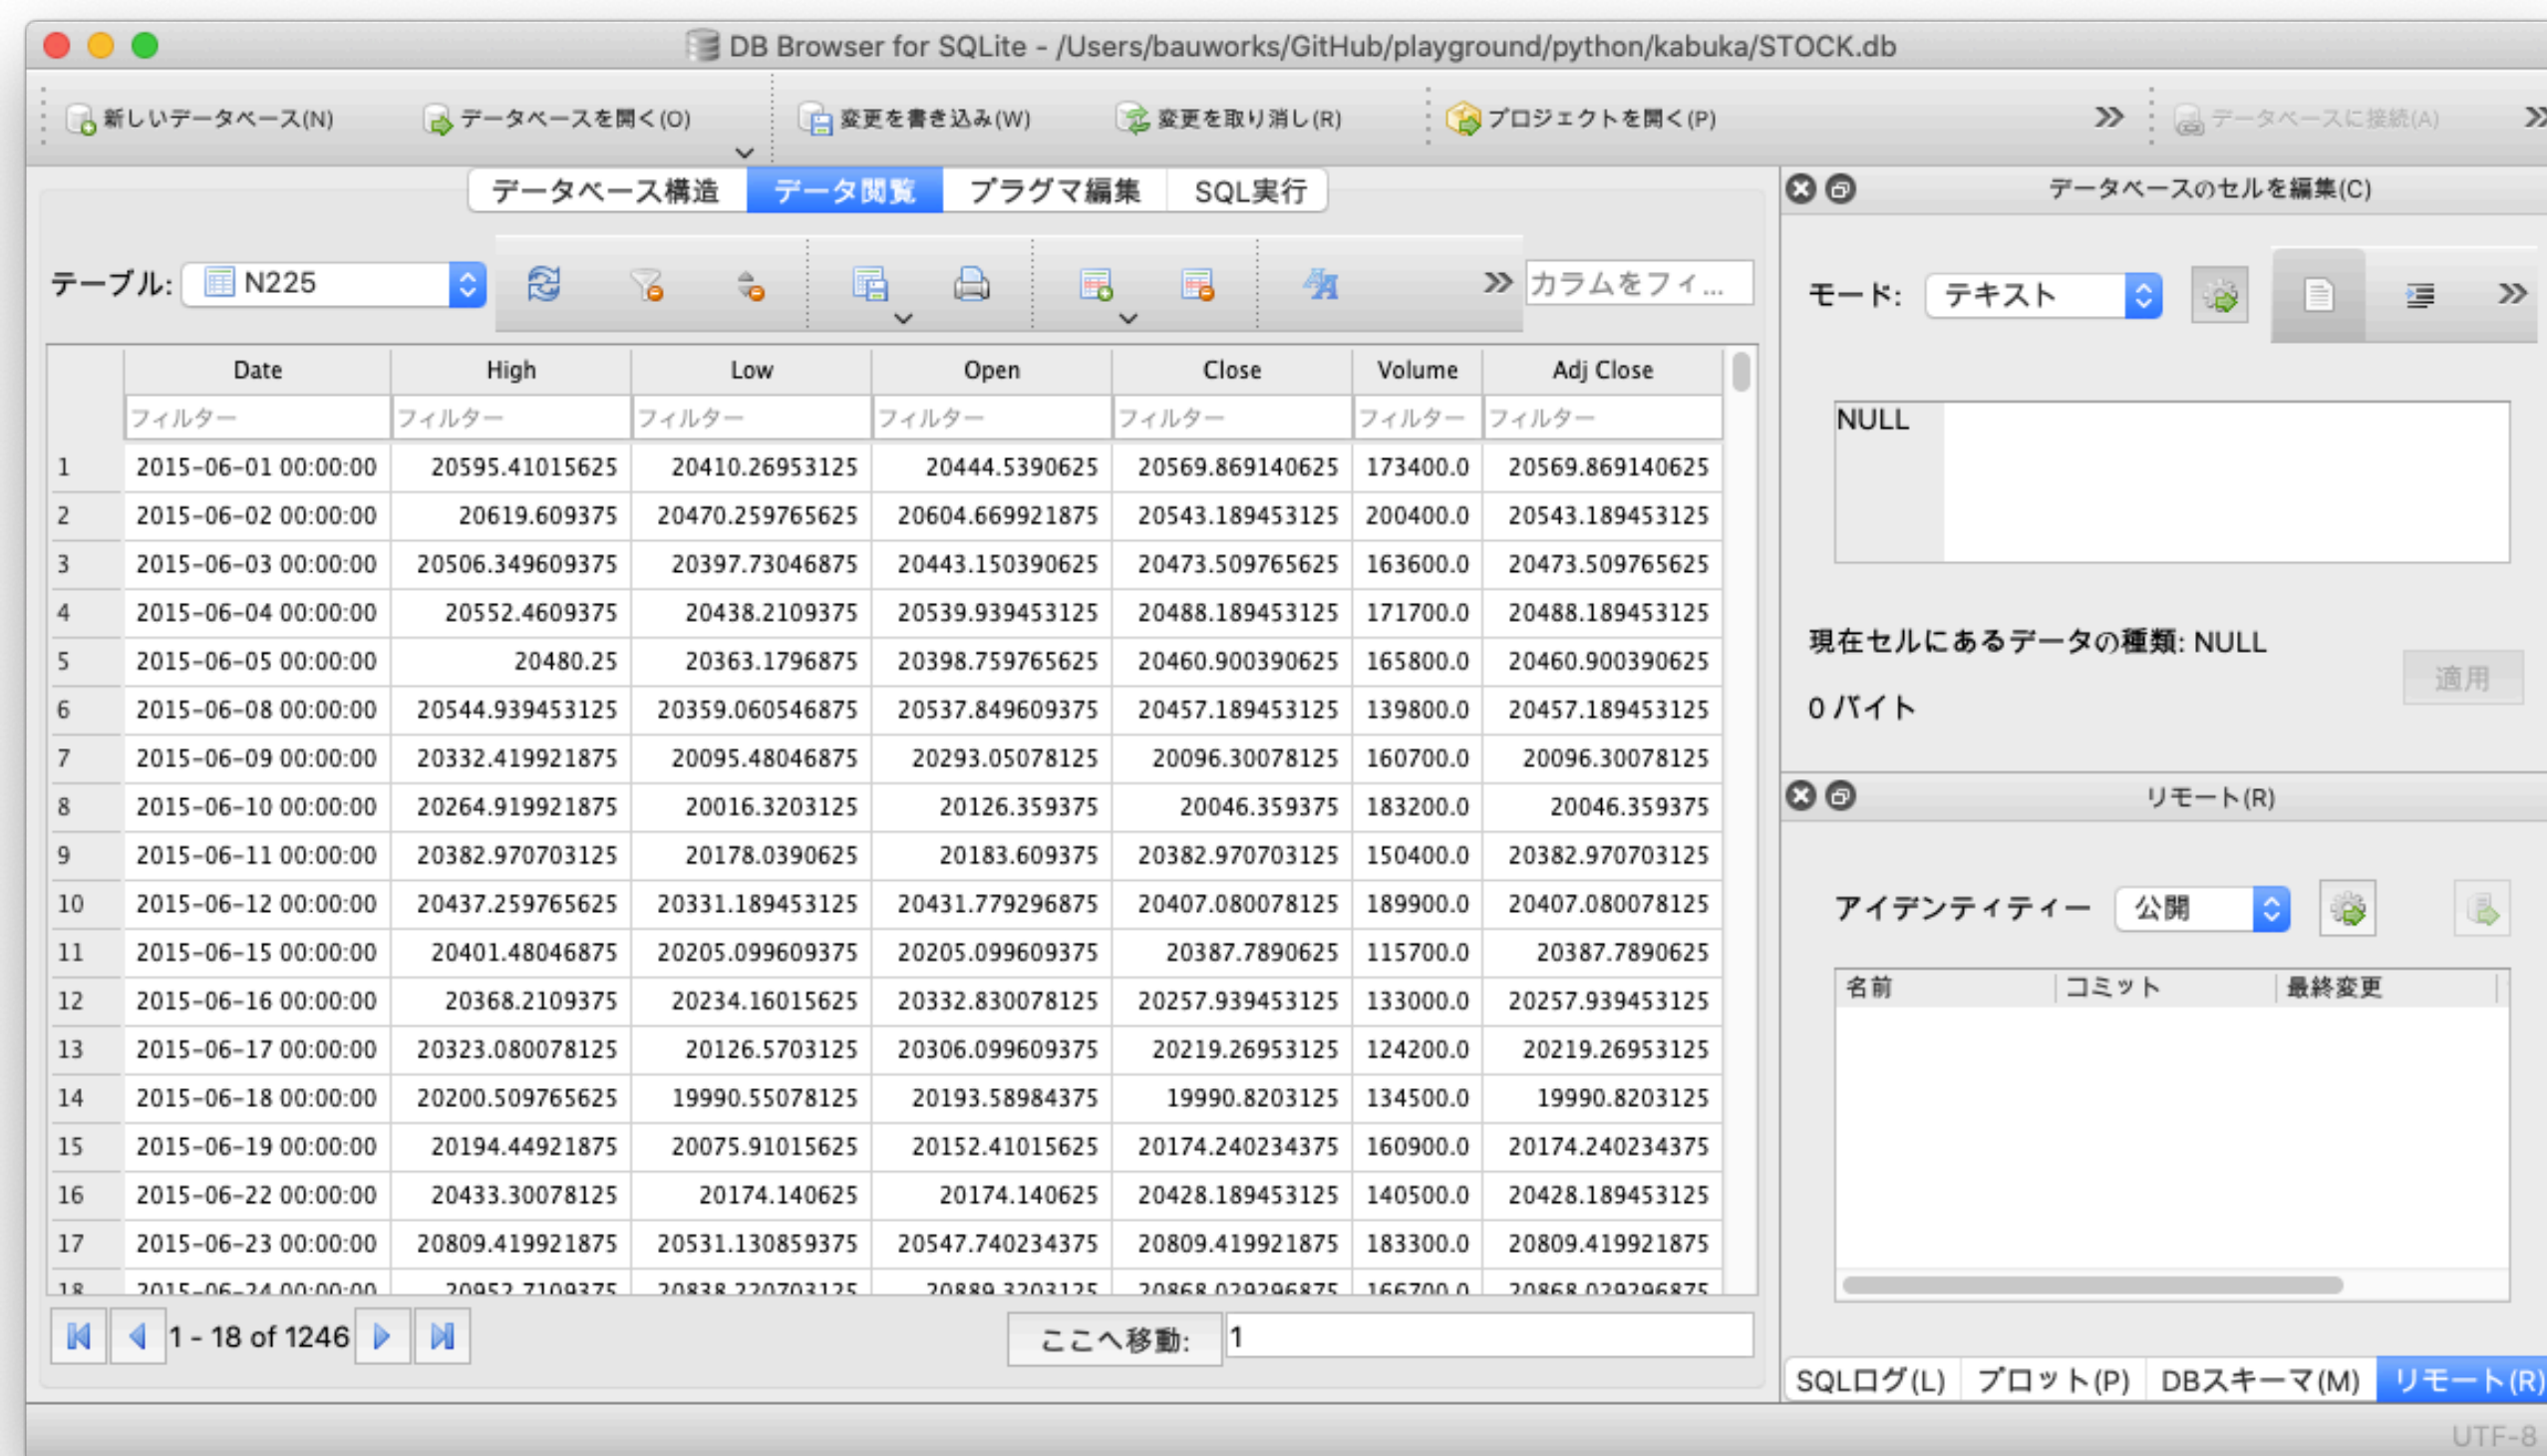 DB Browser for SQLite - /Users/bauworks/GitHub/playground/python/kabuka/STOCK.db
新しいデータベース(N) データベースを開く(O) 変更を書き込み(W) 変更を取り消し(R) プロジェクトを開く(P) データベースに接続(A)
データベース構造 データ閲覧 プラグマ編集 SQL実行
テーブル: N225 カラムをフィ...
Date High Low Open Close Volume Adj Close
フィルター フィルター フィルター フィルター フィルター フィルター フィルター
1 2015-06-01 00:00:00 20595.41015625 20410.26953125 20444.5390625 20569.869140625 173400.0 20569.869140625
2 2015-06-02 00:00:00 20619.609375 20470.259765625 20604.669921875 20543.189453125 200400.0 20543.189453125
3 2015-06-03 00:00:00 20506.349609375 20397.73046875 20443.150390625 20473.509765625 163600.0 20473.509765625
4 2015-06-04 00:00:00 20552.4609375 20438.2109375 20539.939453125 20488.189453125 171700.0 20488.189453125
5 2015-06-05 00:00:00 20480.25 20363.1796875 20398.759765625 20460.900390625 165800.0 20460.900390625
6 2015-06-08 00:00:00 20544.939453125 20359.060546875 20537.849609375 20457.189453125 139800.0 20457.189453125
7 2015-06-09 00:00:00 20332.419921875 20095.48046875 20293.05078125 20096.30078125 160700.0 20096.30078125
8 2015-06-10 00:00:00 20264.919921875 20016.3203125 20126.359375 20046.359375 183200.0 20046.359375
9 2015-06-11 00:00:00 20382.970703125 20178.0390625 20183.609375 20382.970703125 150400.0 20382.970703125
10 2015-06-12 00:00:00 20437.259765625 20331.189453125 20431.779296875 20407.080078125 189900.0 20407.080078125
11 2015-06-15 00:00:00 20401.48046875 20205.099609375 20205.099609375 20387.7890625 115700.0 20387.7890625
12 2015-06-16 00:00:00 20368.2109375 20234.16015625 20332.830078125 20257.939453125 133000.0 20257.939453125
13 2015-06-17 00:00:00 20323.080078125 20126.5703125 20306.099609375 20219.26953125 124200.0 20219.26953125
14 2015-06-18 00:00:00 20200.509765625 19990.55078125 20193.58984375 19990.8203125 134500.0 19990.8203125
15 2015-06-19 00:00:00 20194.44921875 20075.91015625 20152.41015625 20174.240234375 160900.0 20174.240234375
16 2015-06-22 00:00:00 20433.30078125 20174.140625 20174.140625 20428.189453125 140500.0 20428.189453125
17 2015-06-23 00:00:00 20809.419921875 20531.130859375 20547.740234375 20809.419921875 183300.0 20809.419921875
18 2015-06-24 00:00:00 20952.7109375 20838.220703125 20889.3203125 20868.029296875 166700.0 20868.029296875
1 - 18 of 1246 ここへ移動: 1
データベースのセルを編集(C)
モード: テキスト
NULL
現在セルにあるデータの種類: NULL
適用
0 バイト
リモート(R)
アイデンティティー 公開
名前 コミット 最終変更
SQLログ(L) プロット(P) DBスキーマ(M) リモート(R)
UTF-8